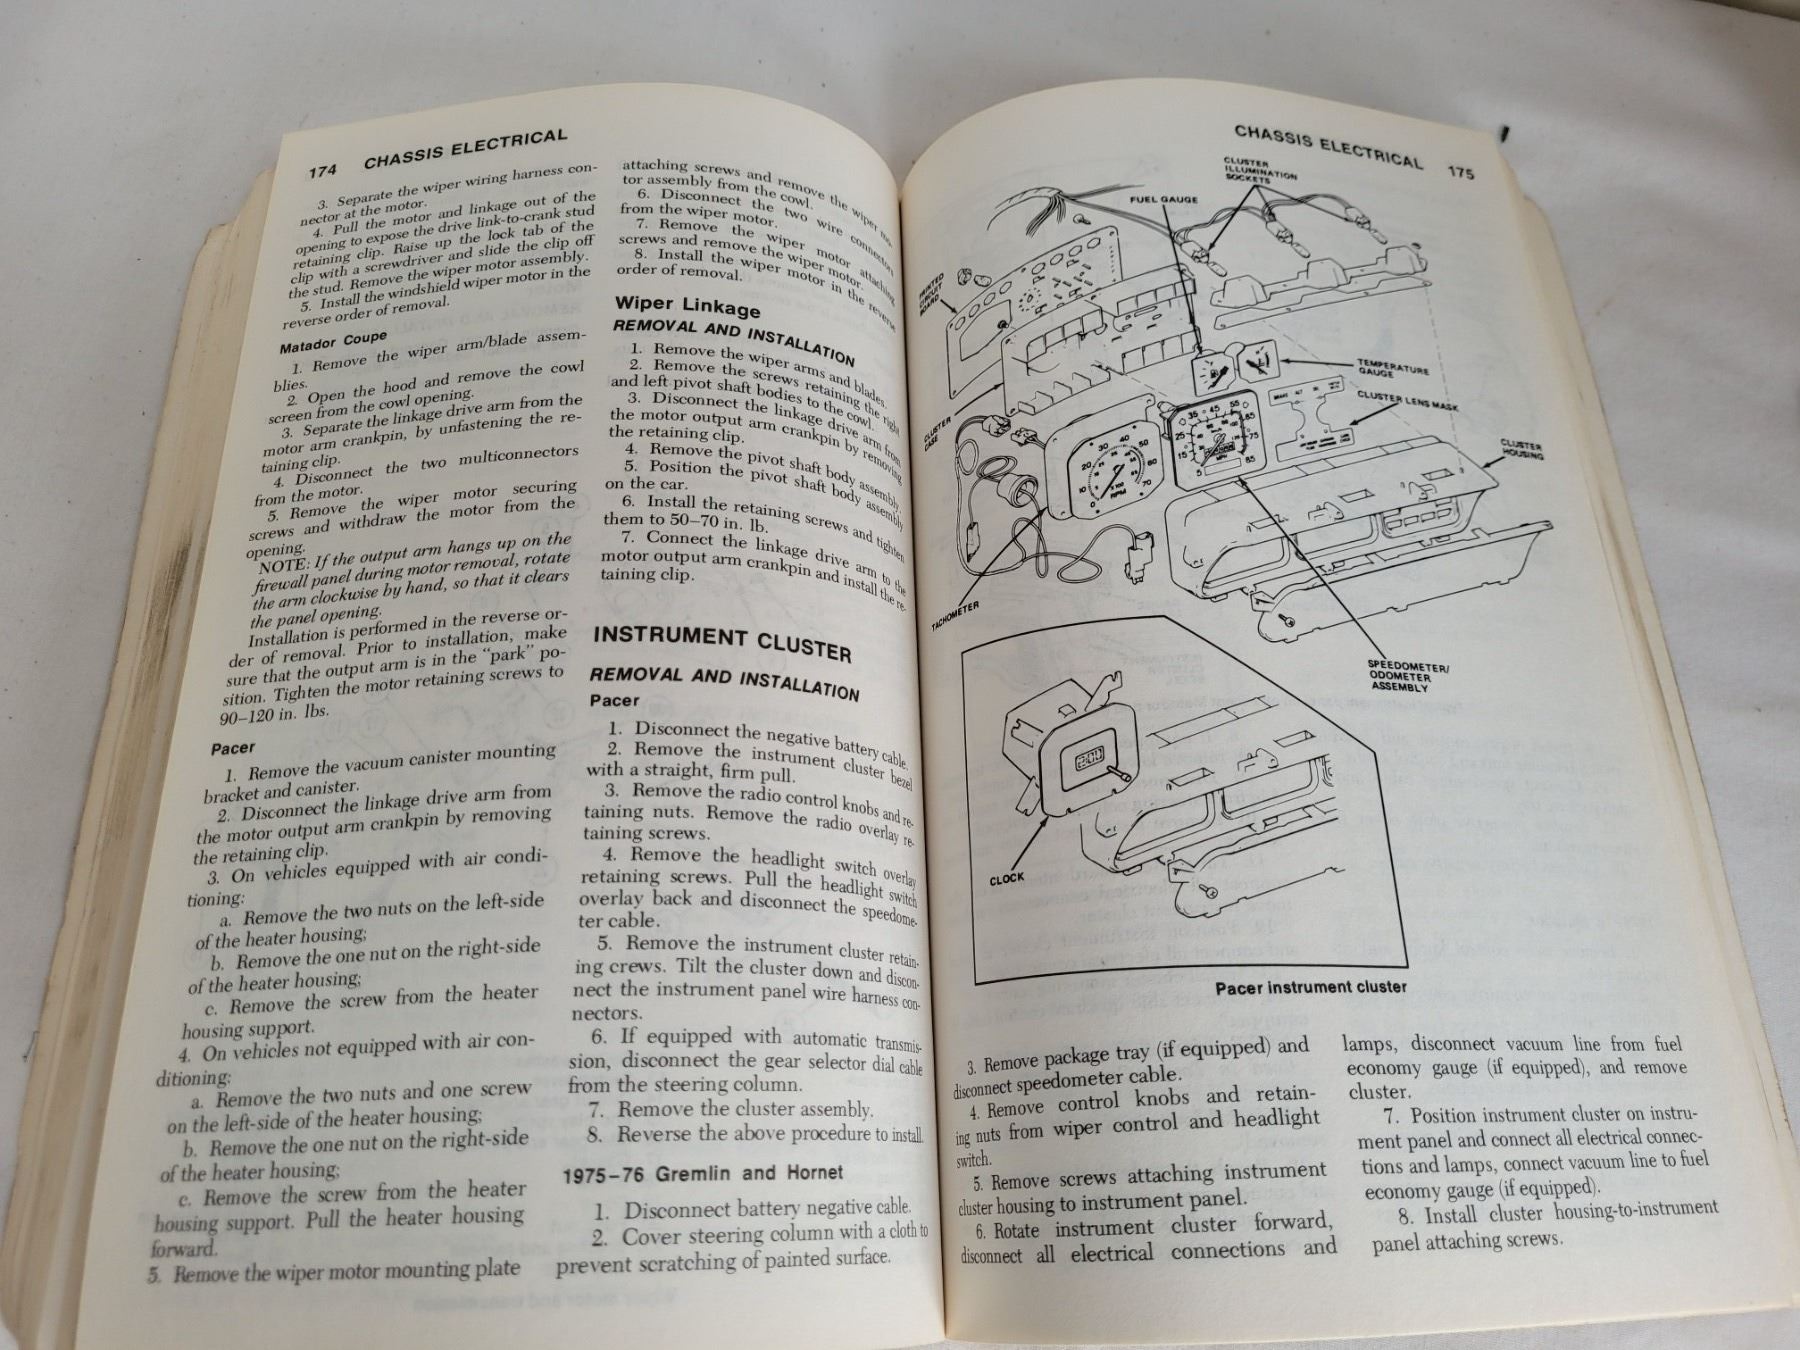 174 CHASSIS ELECTRICAL
3. Separate the wiper wiring harness con-
nector at the motor.
4. Pull the motor and linkage out of the
opening to expose the drive link-to-crank stud
retaining clip. Raise up the lock tab of the
clip with a screwdriver and slide the clip off
the stud. Remove the wiper motor assembly.
5. Install the windshield wiper motor in the
reverse order of removal.
Matador Coupe
1. Remove the wiper arm/blade assem-
blies.
2. Open the hood and remove the cowl
screen from the cowl opening.
3. Separate the linkage drive arm from the
motor arm crankpin, by unfastening the re-
taining clip.
4. Disconnect the two multiconnectors
from the motor.
5. Remove the wiper motor securing
screws and withdraw the motor from the
opening.
NOTE: If the output arm hangs up on the
firewall panel during motor removal, rotate
the arm clockwise by hand, so that it clears
the panel opening.
Installation is performed in the reverse or-
der of removal. Prior to installation, make
sure that the output arm is in the "park" po-
sition. Tighten the motor retaining screws to
90–120 in. lbs.
Pacer
1. Remove the vacuum canister mounting
bracket and canister.
2. Disconnect the linkage drive arm from
the motor output arm crankpin by removing
the retaining clip.
3. On vehicles equipped with air condi-
tioning:
a. Remove the two nuts on the left-side
of the heater housing;
b. Remove the one nut on the right-side
of the heater housing;
c. Remove the screw from the heater
housing support.
4. On vehicles not equipped with air con-
ditioning:
a. Remove the two nuts and one screw
on the left-side of the heater housing;
b. Remove the one nut on the right-side
of the heater housing;
c. Remove the screw from the heater
housing support. Pull the heater housing
forward.
5. Remove the wiper motor mounting plate
attaching screws and remove the wiper mo-
tor assembly from the cowl.
6. Disconnect the two wire connectors
from the wiper motor.
7. Remove the wiper motor attaching
screws and remove the wiper motor.
8. Install the wiper motor in the reverse
order of removal.
Wiper Linkage
REMOVAL AND INSTALLATION
1. Remove the wiper arms and blades.
2. Remove the screws retaining the right
and left pivot shaft bodies to the cowl.
3. Disconnect the linkage drive arm from
the motor output arm crankpin by removing
the retaining clip.
4. Remove the pivot shaft body assembly.
5. Position the pivot shaft body assembly
on the car.
6. Install the retaining screws and tighten
them to 50–70 in. lb.
7. Connect the linkage drive arm to the
motor output arm crankpin and install the re-
taining clip.
INSTRUMENT CLUSTER
REMOVAL AND INSTALLATION
Pacer
1. Disconnect the negative battery cable.
2. Remove the instrument cluster bezel
with a straight, firm pull.
3. Remove the radio control knobs and re-
taining nuts. Remove the radio overlay re-
taining screws.
4. Remove the headlight switch overlay
retaining screws. Pull the headlight switch
overlay back and disconnect the speedome-
ter cable.
5. Remove the instrument cluster retain-
ing crews. Tilt the cluster down and discon-
nect the instrument panel wire harness con-
nectors.
6. If equipped with automatic transmis-
sion, disconnect the gear selector dial cable
from the steering column.
7. Remove the cluster assembly.
8. Reverse the above procedure to install.
1975–76 Gremlin and Hornet
1. Disconnect battery negative cable.
2. Cover steering column with a cloth to
prevent scratching of painted surface.
CHASSIS ELECTRICAL 175
CLUSTER
ILLUMINATION
SOCKETS
FUEL GAUGE
PRINTED
CIRCUIT
BOARD
TEMPERATURE
GAUGE
CLUSTER LENS MASK
CLUSTER
CASE
CLUSTER
HOUSING
0 10 20 30 40 50 60 70
X 100
RPM
5 15 25 35 45 55 75 85
MPH
TACHOMETER
SPEEDOMETER/
ODOMETER
ASSEMBLY
CLOCK
Pacer instrument cluster
3. Remove package tray (if equipped) and
disconnect speedometer cable.
4. Remove control knobs and retain-
ing nuts from wiper control and headlight
switch.
5. Remove screws attaching instrument
cluster housing to instrument panel.
6. Rotate instrument cluster forward,
disconnect all electrical connections and
lamps, disconnect vacuum line from fuel
economy gauge (if equipped), and remove
cluster.
7. Position instrument cluster on instru-
ment panel and connect all electrical connec-
tions and lamps, connect vacuum line to fuel
economy gauge (if equipped).
8. Install cluster housing-to-instrument
panel attaching screws.